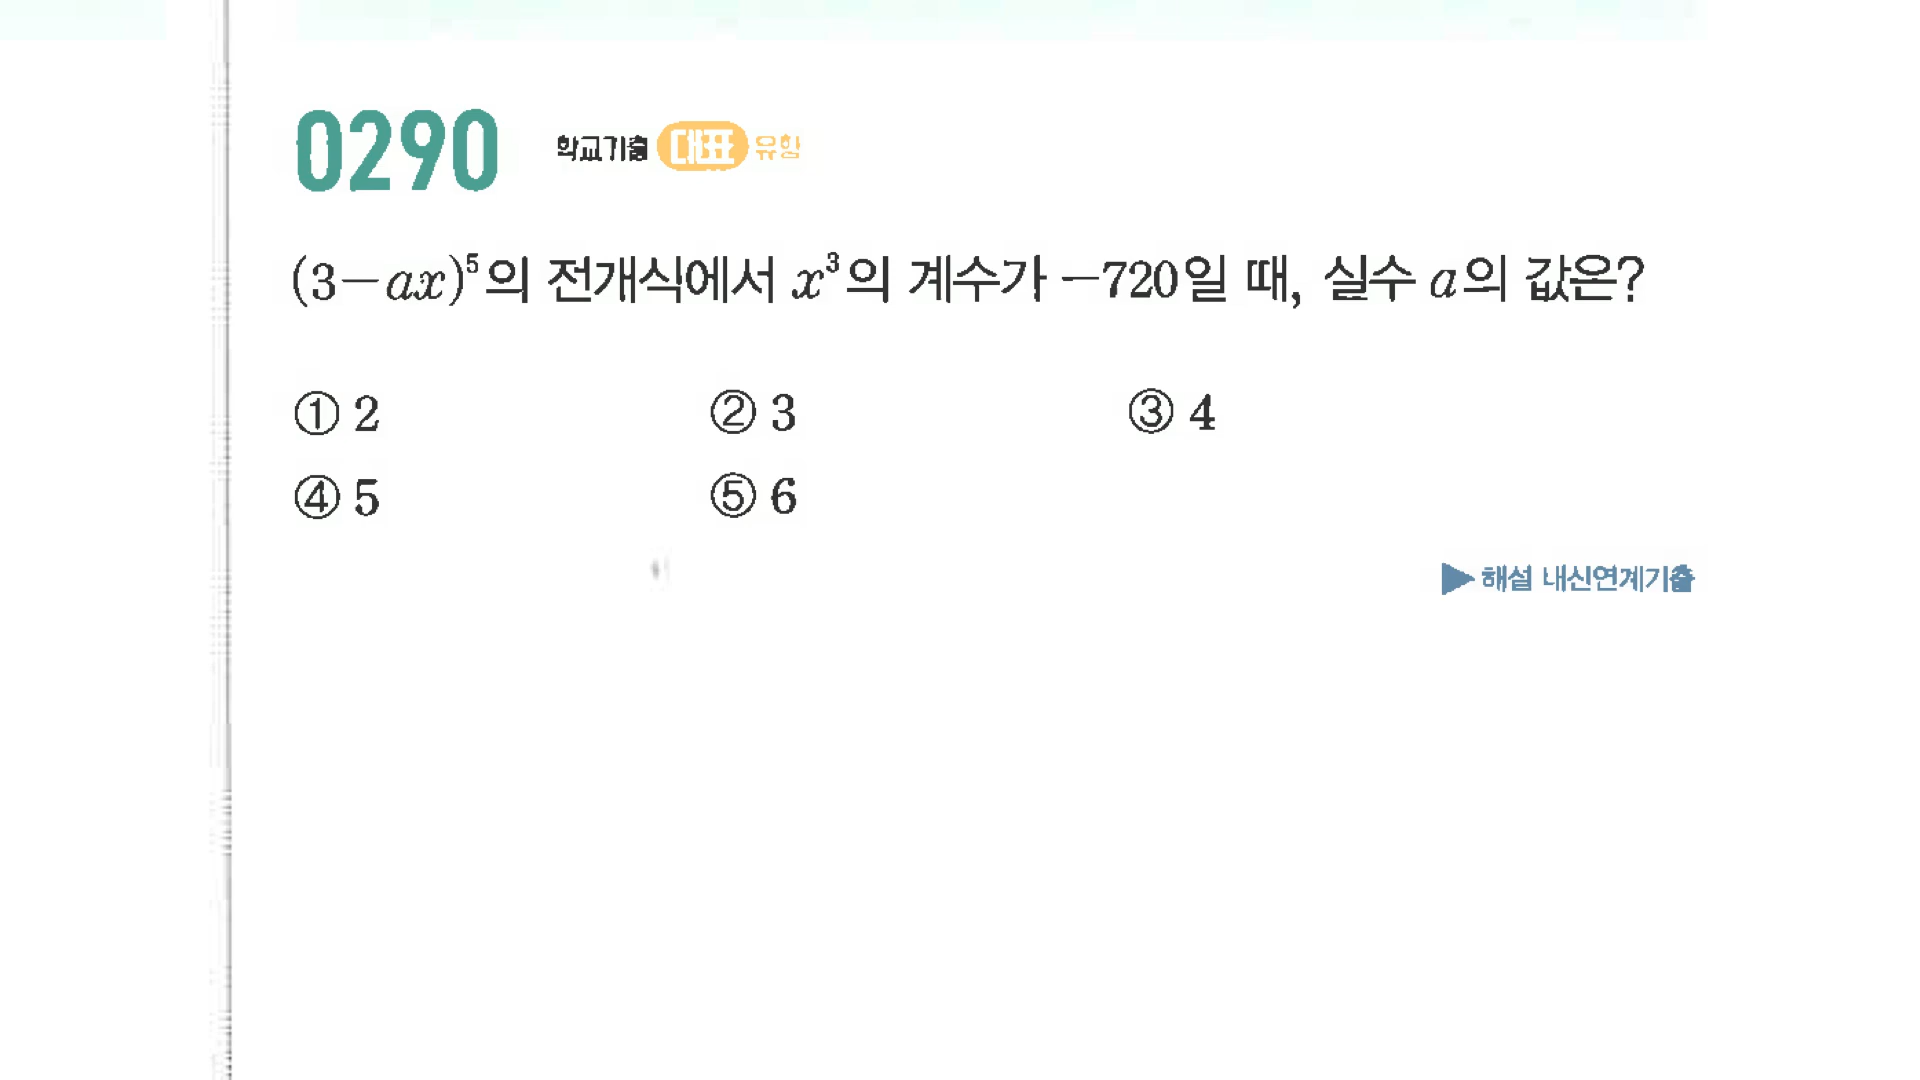 0290 학교기출 대표 유형
(3-ax)⁵의 전개식에서 x³의 계수가 -720일 때, 실수 a의 값은?
① 2 ② 3 ③ 4
④ 5 ⑤ 6
▶ 해설 내신연계기출